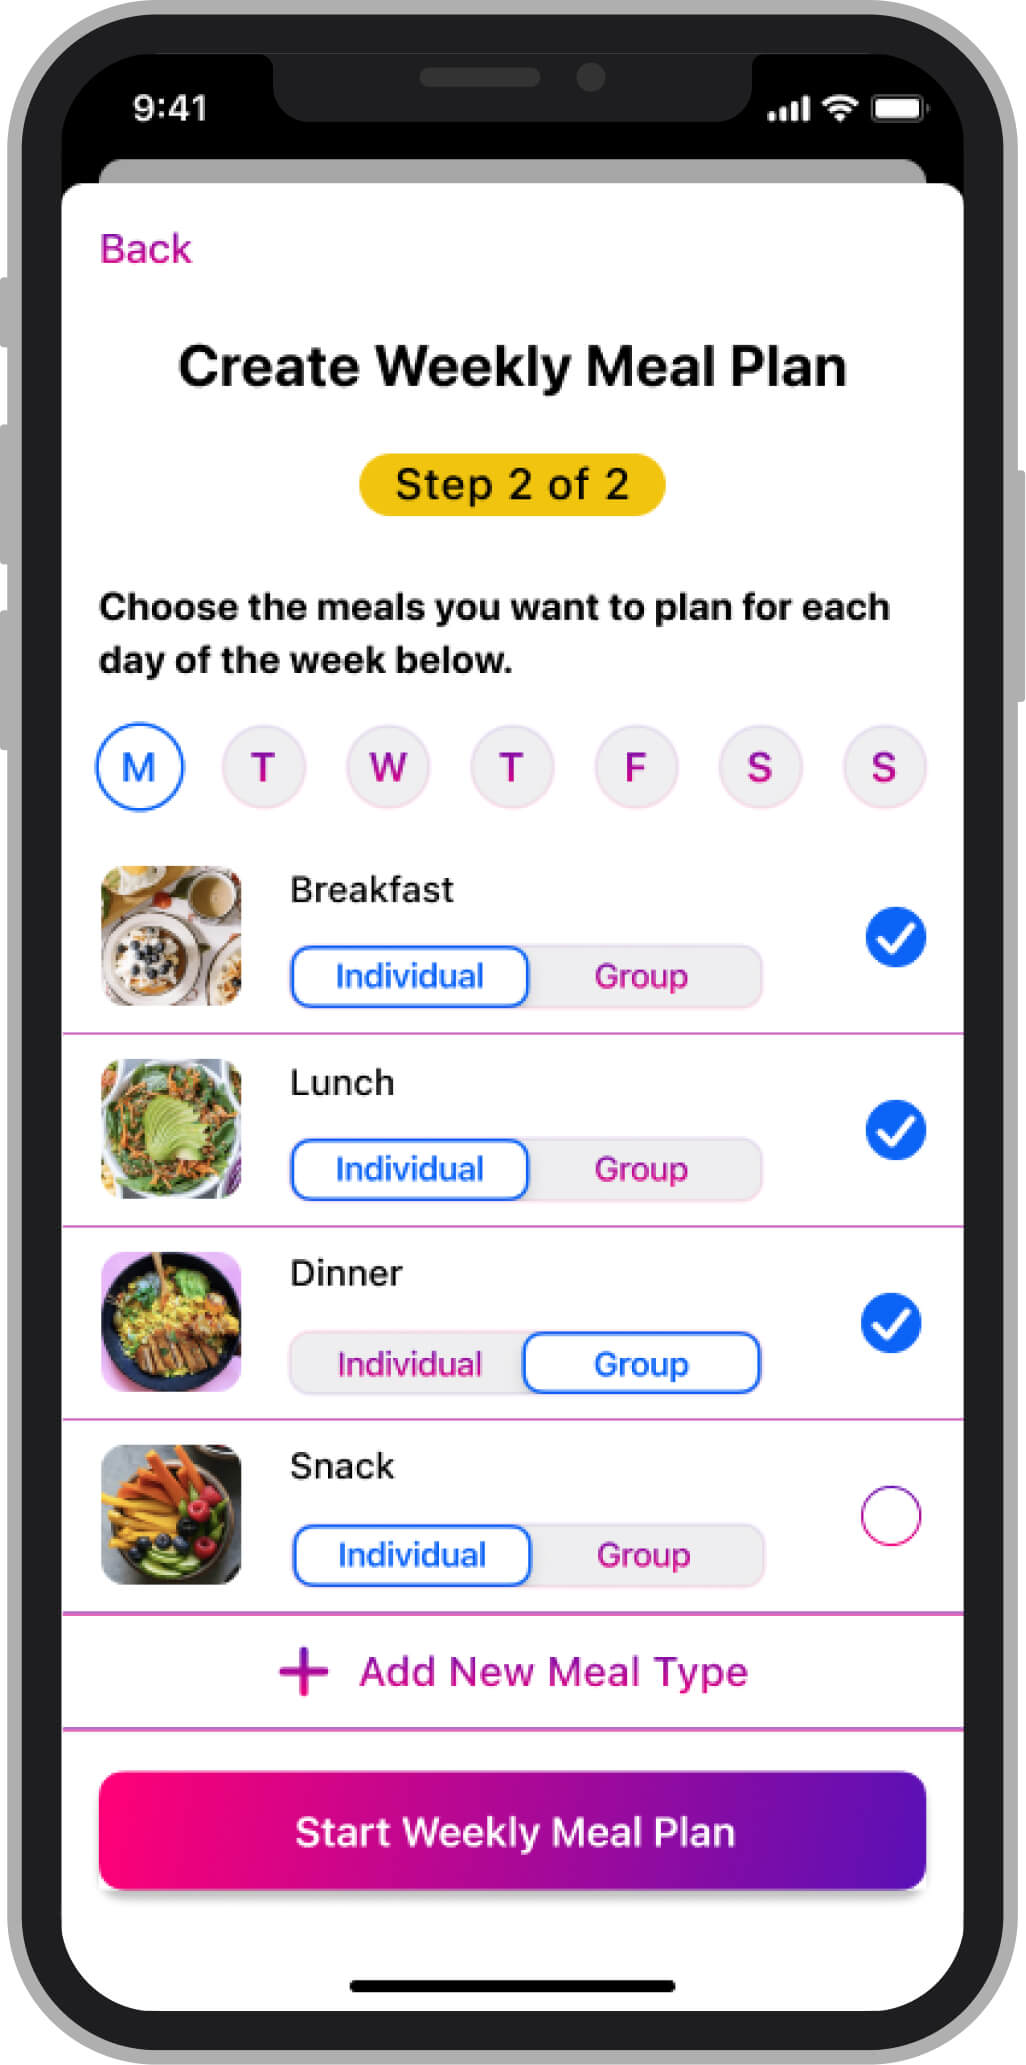 9:41
Back
Create Weekly Meal Plan
Step 2 of 2
Choose the meals you want to plan for each
day of the week below.
M T W T F S S
Breakfast
Individual Group
Lunch
Individual Group
Dinner
Individual Group
Snack
Individual Group
Add New Meal Type
Start Weekly Meal Plan